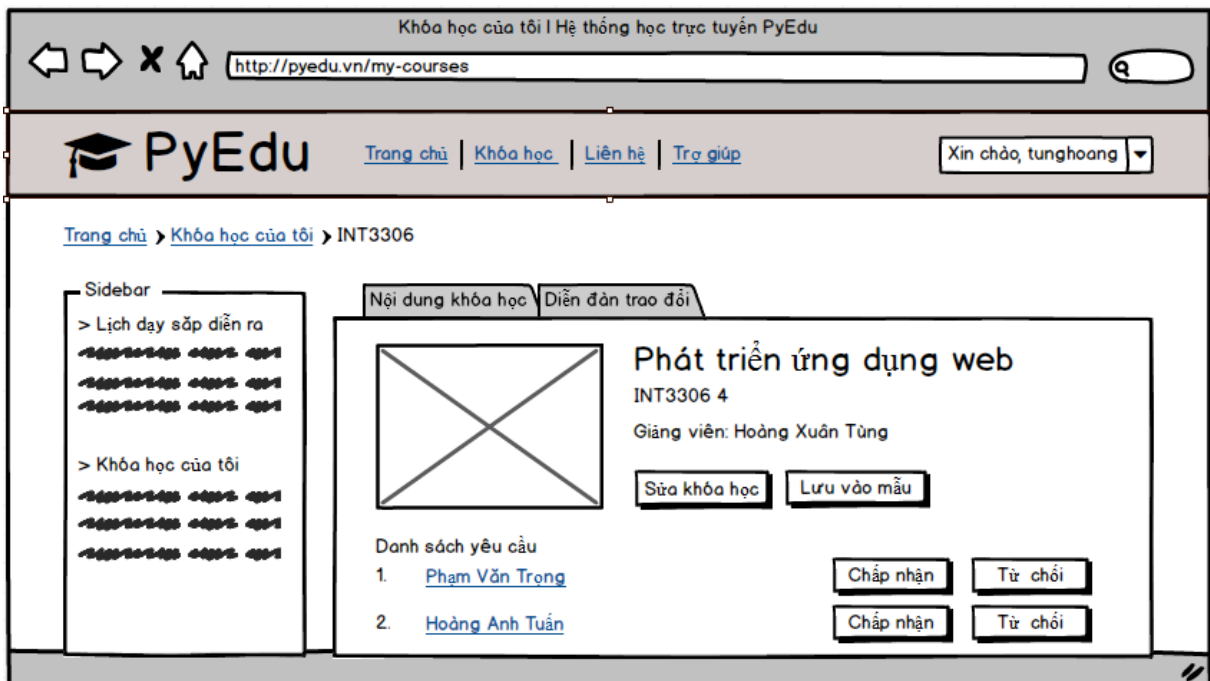 Khóa học của tôi | Hệ thống học trực tuyến PyEdu
http://pyedu.vn/my-courses
PyEdu
Trang chủ | Khóa học | Liên hệ | Trợ giúp
Xin chào, tunghoang
Trang chủ > Khóa học của tôi > INT3306
Sidebar
> Lịch dạy sắp diễn ra
> Khóa học của tôi
Nội dung khóa học
Diễn đàn trao đổi
Phát triển ứng dụng web
INT3306 4
Giảng viên: Hoàng Xuân Tùng
Sửa khóa học
Lưu vào mẫu
Danh sách yêu cầu
1. Phạm Văn Trọng
Chấp nhận
Từ chối
2. Hoàng Anh Tuấn
Chấp nhận
Từ chối